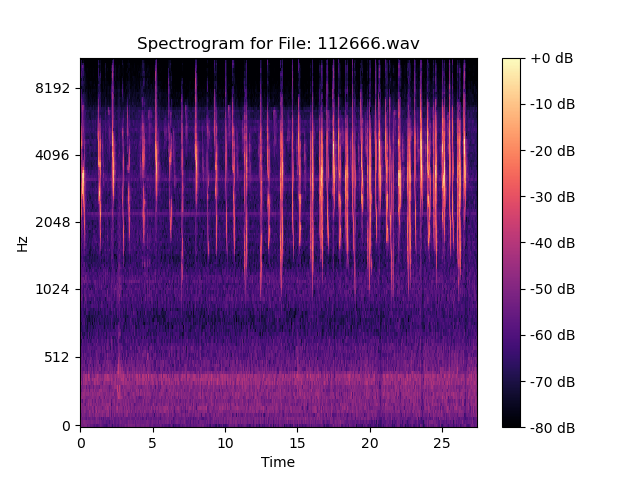 Spectrogram for File: 112666.wav
Hz
8192
4096
2048
1024
512
0
0 5 10 15 20 25
Time
+0 dB
-10 dB
-20 dB
-30 dB
-40 dB
-50 dB
-60 dB
-70 dB
-80 dB